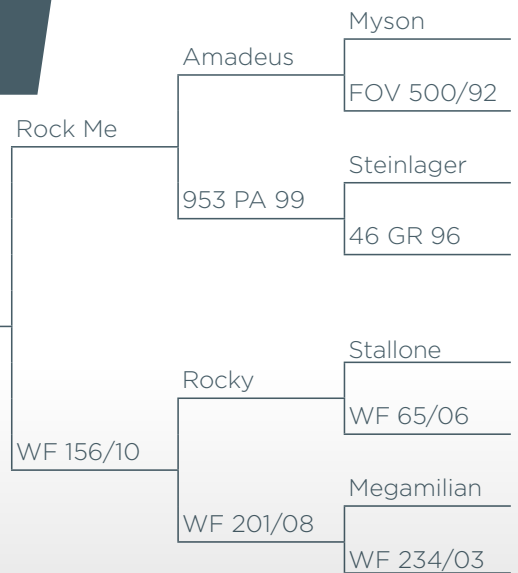 Myson
Amadeus
FOV 500/92
Rock Me
Steinlager
953 PA 99
46 GR 96
Stallone
Rocky
WF 65/06
WF 156/10
Megamilian
WF 201/08
WF 234/03